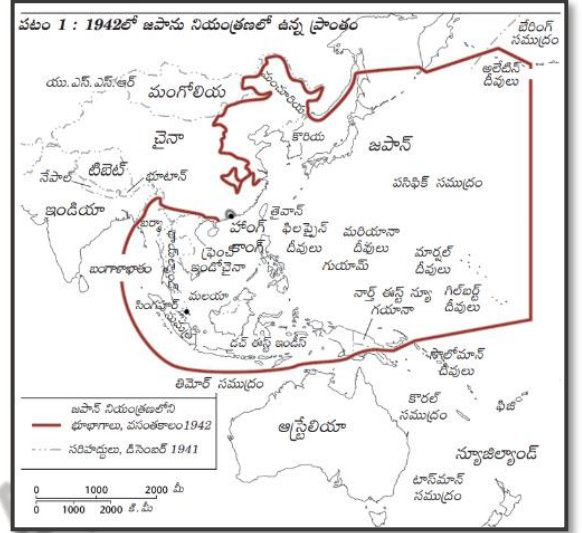 పటం 1 : 1942లో జపాను నియంత్రణలో ఉన్న ప్రాంతం
బేరింగ్
సముద్రం
అలేటిన్
దీవులు
యు.ఎస్.ఎస్.ఆర్
మంగోలియా
మంచూరియా
చైనా
కొరియ
జపాన్
నేపాల్
టిబెట్
భూటాన్
పసిఫిక్ సముద్రం
ఇండియా
బర్మా
తైవాన్
హాంగ్
కాంగ్
ఫిలప్పైన్
దీవులు
మరియానా
దీవులు
గుయామ్
మార్షల్
దీవులు
బంగాళాఖాతం
ఫ్రెంచ్
ఇండోచైనా
సింగపూర్
మలయా
నార్త్ ఈస్ట్ న్యూ
గయానా
గిల్‌బర్ట్
దీవులు
డచ్ ఈస్ట్ ఇండీస్
సొలోమాన్
దీవులు
తిమోర్ సముద్రం
కొరల్
సముద్రం
ఫిజీ
ఆస్ట్రేలియా
న్యూజిల్యాండ్
టాస్‌మాన్
సముద్రం
జపాన్ నియంత్రణలోని
భూభాగాలు, వసంతకాలం1942
సరిహద్దులు, డిసెంబర్ 1941
0 1000 2000 మీ
0 1000 2000 కి.మీ